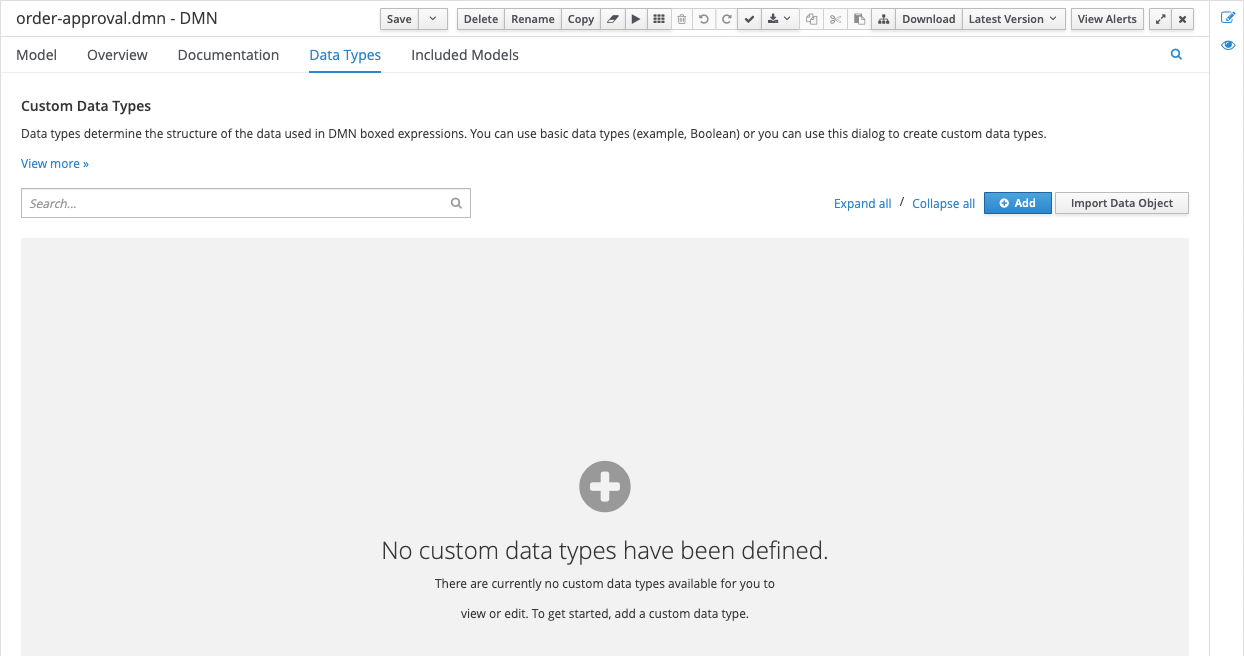 order-approval.dmn - DMN
Save Delete Rename Copy Download Latest Version View Alerts
Model Overview Documentation Data Types Included Models
Custom Data Types
Data types determine the structure of the data used in DMN boxed expressions. You can use basic data types (example, Boolean) or you can use this dialog to create custom data types.
View more »
Search...
Expand all / Collapse all Add Import Data Object
No custom data types have been defined.
There are currently no custom data types available for you to
view or edit. To get started, add a custom data type.